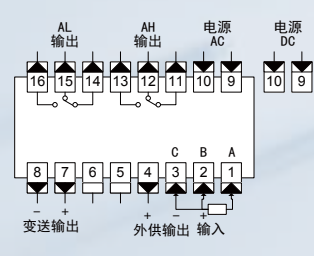 AL AH 电源 电源
输出 输出 AC DC
16 15 14 13 12 11 10 9 10 9
C B A
8 7 6 5 4 3 2 1
− + + − +
变送输出 外供输出 输入